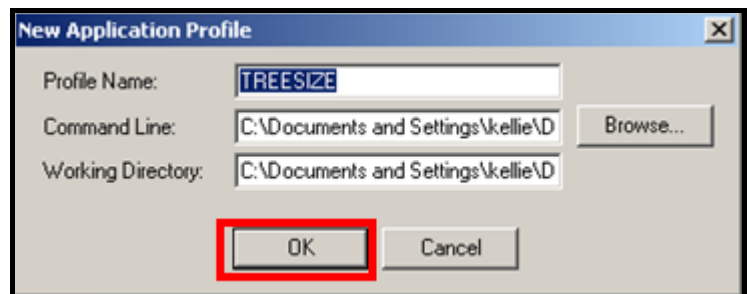 New Application Profile
Profile Name: TREESIZE
Command Line: C:\Documents and Settings\kellie\D Browse...
Working Directory: C:\Documents and Settings\kellie\D
OK Cancel